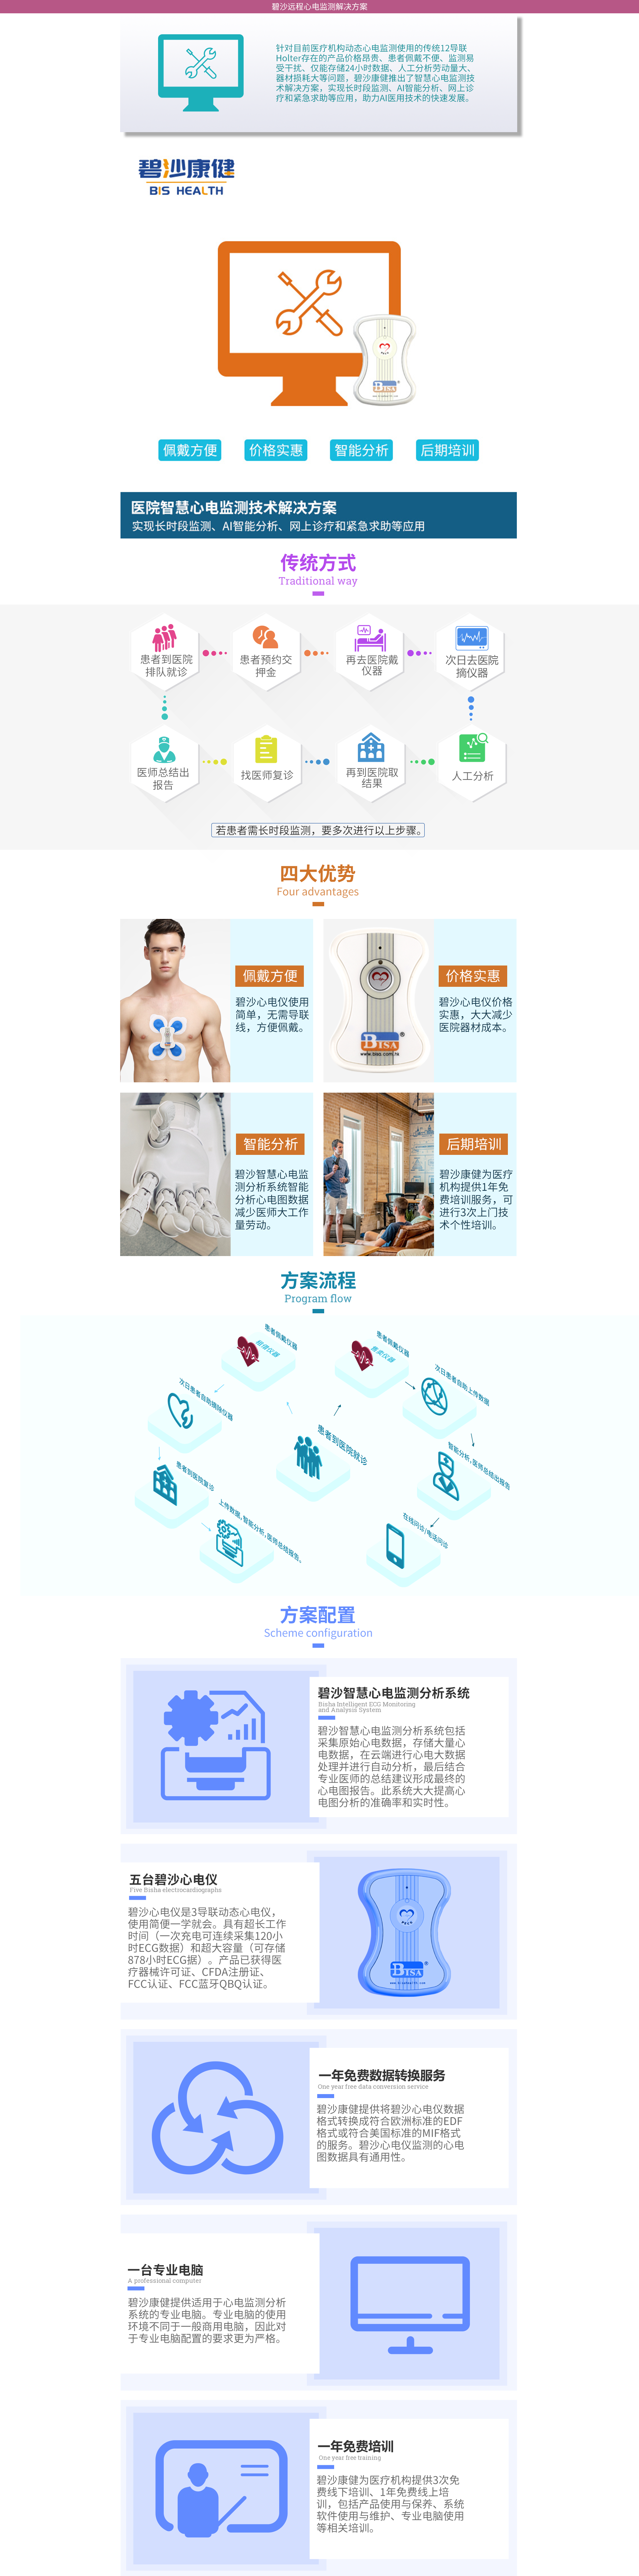 碧沙远程心电监测解决方案
针对目前医疗机构动态心电监测使用的传统12导联
Holter存在的产品价格昂贵、患者佩戴不便、监测易
受干扰、仅能存储24小时数据、人工分析劳动量大、
器材损耗大等问题，碧沙康健推出了智慧心电监测技
术解决方案，实现长时段监测、AI智能分析、网上诊
疗和紧急求助等应用，助力AI医用技术的快速发展。
碧沙康健
BIS HEALTH
BISA
佩戴方便
价格实惠
智能分析
后期培训
医院智慧心电监测技术解决方案
实现长时段监测、AI智能分析、网上诊疗和紧急求助等应用
传统方式
Traditional way
患者到医院
排队就诊
患者预约交
押金
再去医院戴
仪器
次日去医院
摘仪器
医师总结出
报告
找医师复诊
再到医院取
结果
人工分析
若患者需长时段监测，要多次进行以上步骤。
四大优势
Four advantages
佩戴方便
碧沙心电仪使用
简单，无需导联
线，方便佩戴。
BISA
www.biss.com.tw
价格实惠
碧沙心电仪价格
实惠，大大减少
医院器材成本。
智能分析
碧沙智慧心电监
测分析系统智能
分析心电图数据
减少医师大工作
量劳动。
后期培训
碧沙康健为医疗
机构提供1年免
费培训服务，可
进行3次上门技
术个性培训。
方案流程
Program flow
患者佩戴仪器
患者佩戴仪器
次日患者自助摘除仪器
次日患者自助上传数据
患者到医院就诊
患者到医院复诊
智能分析，医师总结出报告
上传数据，智能分析，医师总结报告。
在线问诊/电话问诊
方案配置
Scheme configuration
碧沙智慧心电监测分析系统
Bisha Intelligent ECG Monitoring
and Analysis System
碧沙智慧心电监测分析系统包括
采集原始心电数据，存储大量心
电数据，在云端进行心电大数据
处理并进行自动分析，最后结合
专业医师的总结建议形成最终的
心电图报告。此系统大大提高心
电图分析的准确率和实时性。
五台碧沙心电仪
Five Bisha electrocardiographs
碧沙心电仪是3导联动态心电仪，
使用简便一学就会。具有超长工作
时间（一次充电可连续采集120小
时ECG数据）和超大容量（可存储
878小时ECG据）。产品已获得医
疗器械许可证、CFDA注册证、
FCC认证、FCC蓝牙QBQ认证。
BISA
一年免费数据转换服务
One year free data conversion service
碧沙康健提供将碧沙心电仪数据
格式转换成符合欧洲标准的EDF
格式或符合美国标准的MIF格式
的服务。碧沙心电仪监测的心电
图数据具有通用性。
一台专业电脑
A professional computer
碧沙康健提供适用于心电监测分析
系统的专业电脑。专业电脑的使用
环境不同于一般商用电脑，因此对
于专业电脑配置的要求更为严格。
一年免费培训
One year free training
碧沙康健为医疗机构提供3次免
费线下培训、1年免费线上培
训，包括产品使用与保养、系统
软件使用与维护、专业电脑使用
等相关培训。